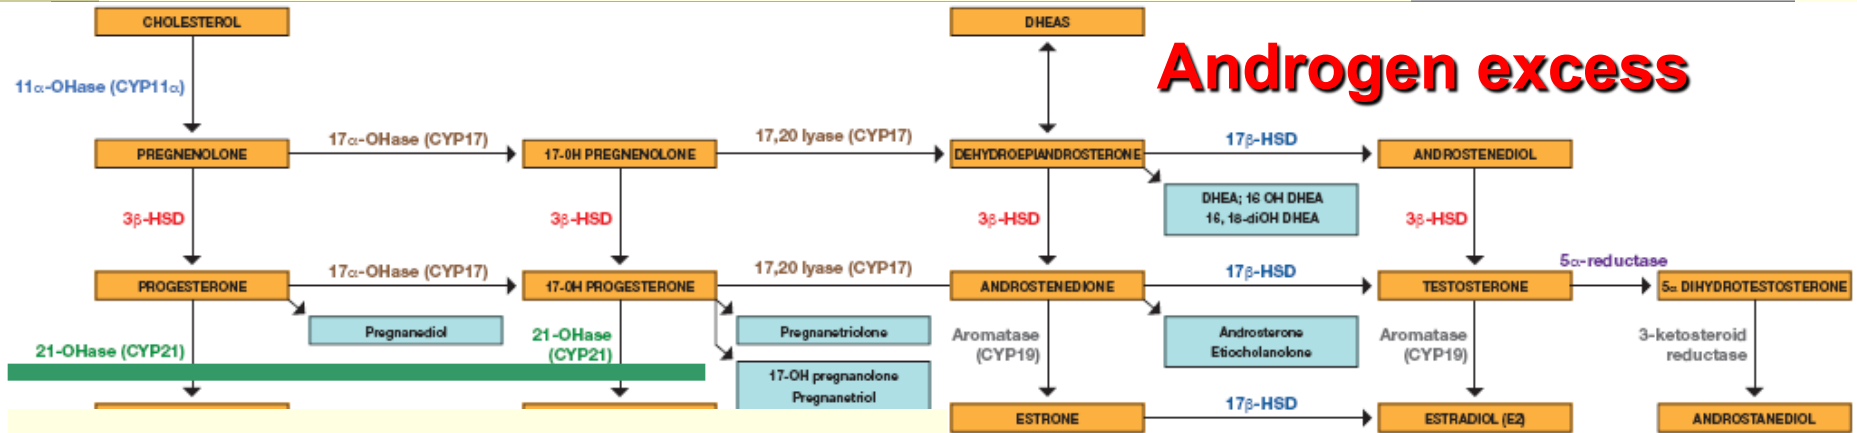 CHOLESTEROL
DHEAS
Androgen excess
11α-OHase (CYP11α)
17α-OHase (CYP17)
17,20 lyase (CYP17)
17β-HSD
PREGNENOLONE
17-0H PREGNENOLONE
DEHYDROEPIANDROSTERONE
ANDROSTENEDIOL
DHEA; 16 OH DHEA
16, 18-diOH DHEA
3β-HSD
3β-HSD
3β-HSD
3β-HSD
17α-OHase (CYP17)
17,20 lyase (CYP17)
17β-HSD
5α-reductase
PROGESTERONE
17-0H PROGESTERONE
ANDROSTENEDIONE
TESTOSTERONE
5α DIHYDROTESTOSTERONE
Pregnanediol
Pregnanetriolone
Androsterone
Etiocholanolone
21-OHase (CYP21)
21-OHase
(CYP21)
Aromatase
(CYP19)
Aromatase
(CYP19)
3-ketosteroid
reductase
17-OH pregnanolone
Pregnanetriol
17β-HSD
ESTRONE
ESTRADIOL (E2)
ANDROSTANEDIOL